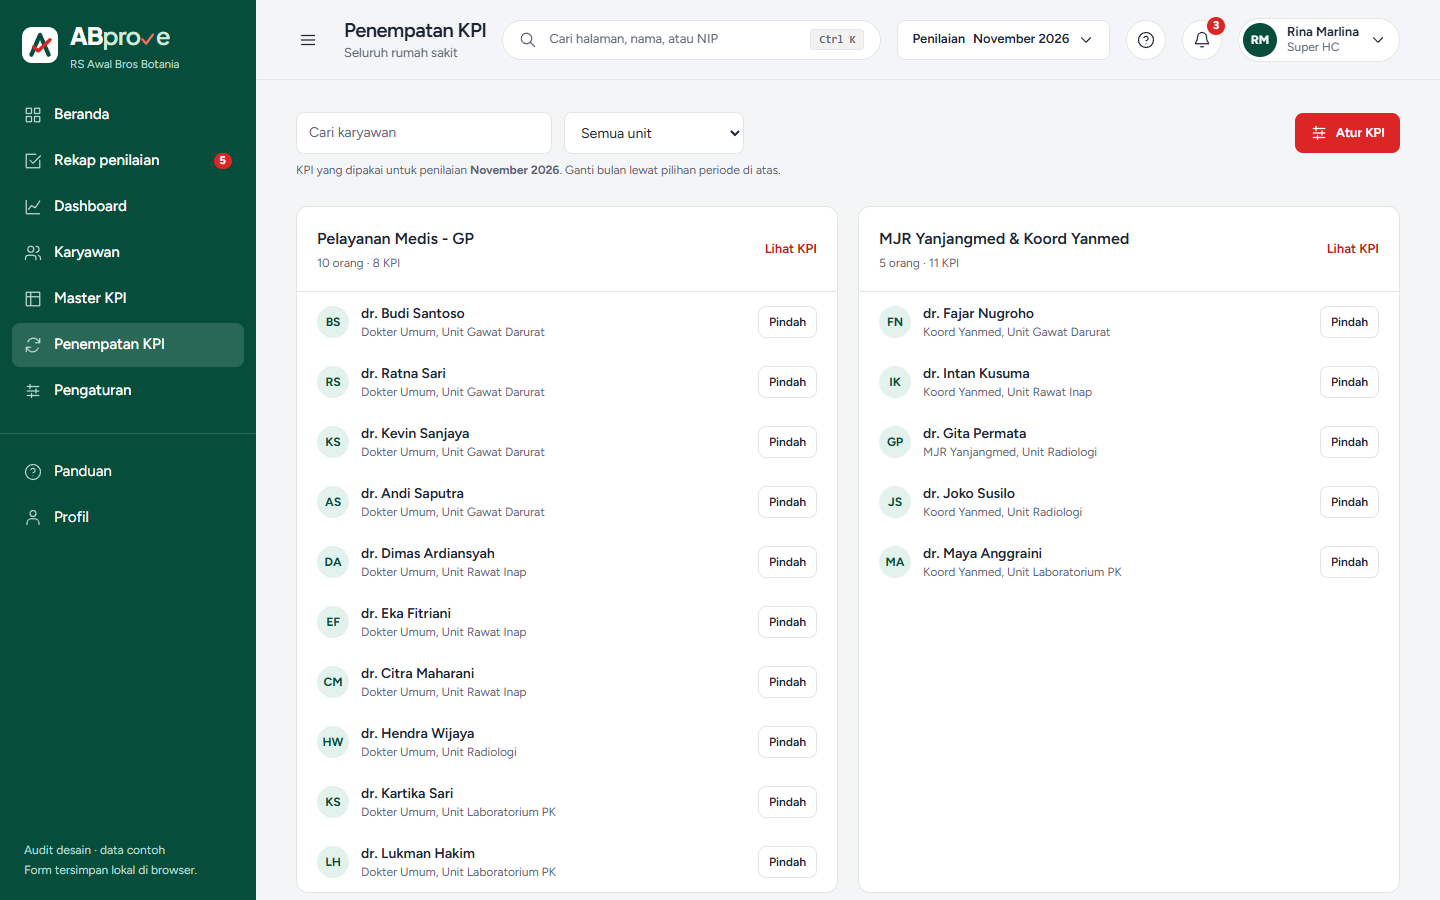 ABprove
RS Awal Bros Botania
Beranda
Rekap penilaian 5
Dashboard
Karyawan
Master KPI
Penempatan KPI
Pengaturan
Panduan
Profil
Audit desain · data contoh
Form tersimpan lokal di browser.
Penempatan KPI
Seluruh rumah sakit
Cari halaman, nama, atau NIP
Ctrl K
Penilaian November 2026
3
RM
Rina Marlina
Super HC
Cari karyawan
Semua unit
Atur KPI
KPI yang dipakai untuk penilaian November 2026. Ganti bulan lewat pilihan periode di atas.
Pelayanan Medis - GP
10 orang · 8 KPI
Lihat KPI
BS
dr. Budi Santoso
Dokter Umum, Unit Gawat Darurat
Pindah
RS
dr. Ratna Sari
Dokter Umum, Unit Gawat Darurat
Pindah
KS
dr. Kevin Sanjaya
Dokter Umum, Unit Gawat Darurat
Pindah
AS
dr. Andi Saputra
Dokter Umum, Unit Gawat Darurat
Pindah
DA
dr. Dimas Ardiansyah
Dokter Umum, Unit Rawat Inap
Pindah
EF
dr. Eka Fitriani
Dokter Umum, Unit Rawat Inap
Pindah
CM
dr. Citra Maharani
Dokter Umum, Unit Rawat Inap
Pindah
HW
dr. Hendra Wijaya
Dokter Umum, Unit Radiologi
Pindah
KS
dr. Kartika Sari
Dokter Umum, Unit Laboratorium PK
Pindah
LH
dr. Lukman Hakim
Dokter Umum, Unit Laboratorium PK
Pindah
MJR Yanjangmed & Koord Yanmed
5 orang · 11 KPI
Lihat KPI
FN
dr. Fajar Nugroho
Koord Yanmed, Unit Gawat Darurat
Pindah
IK
dr. Intan Kusuma
Koord Yanmed, Unit Rawat Inap
Pindah
GP
dr. Gita Permata
MJR Yanjangmed, Unit Radiologi
Pindah
JS
dr. Joko Susilo
Koord Yanmed, Unit Radiologi
Pindah
MA
dr. Maya Anggraini
Koord Yanmed, Unit Laboratorium PK
Pindah